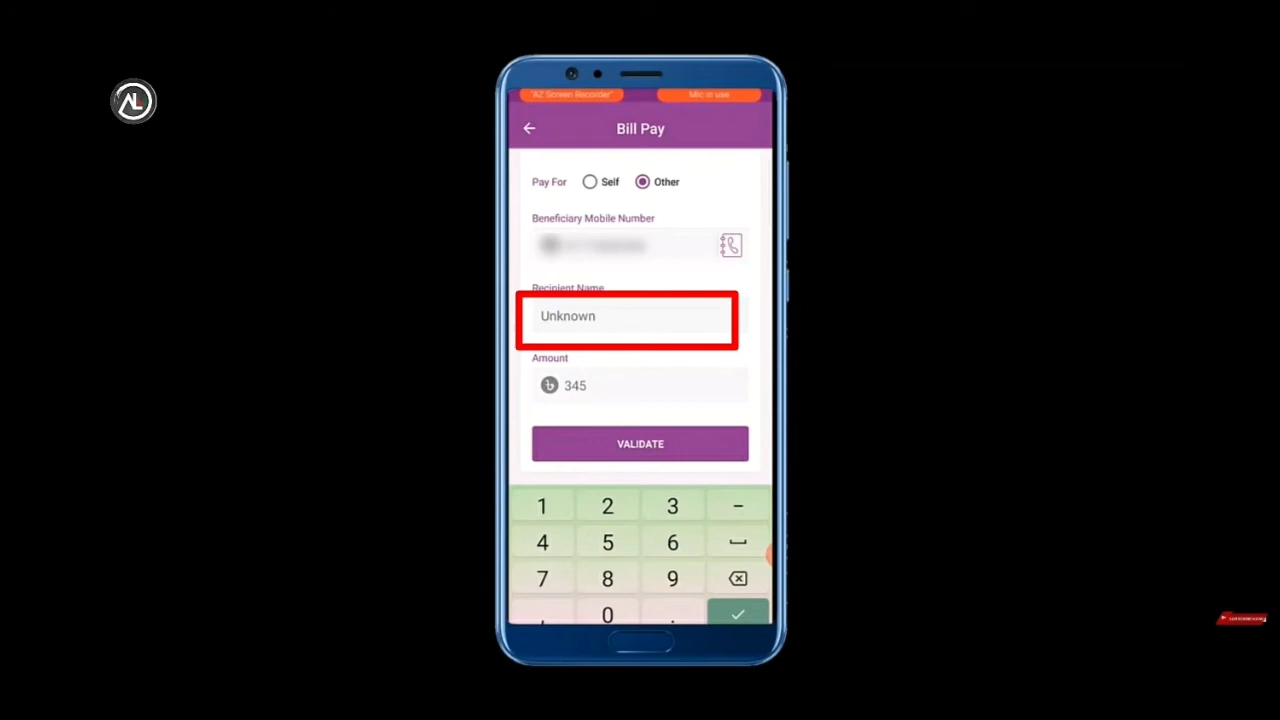 "AZ Screen Recorder"
Mic in use
Bill Pay
Pay For
Self
Other
Beneficiary Mobile Number
Recipient Name
Unknown
Amount
৳ 345
VALIDATE
1 2 3 –
4 5 6
7 8 9
, 0 .